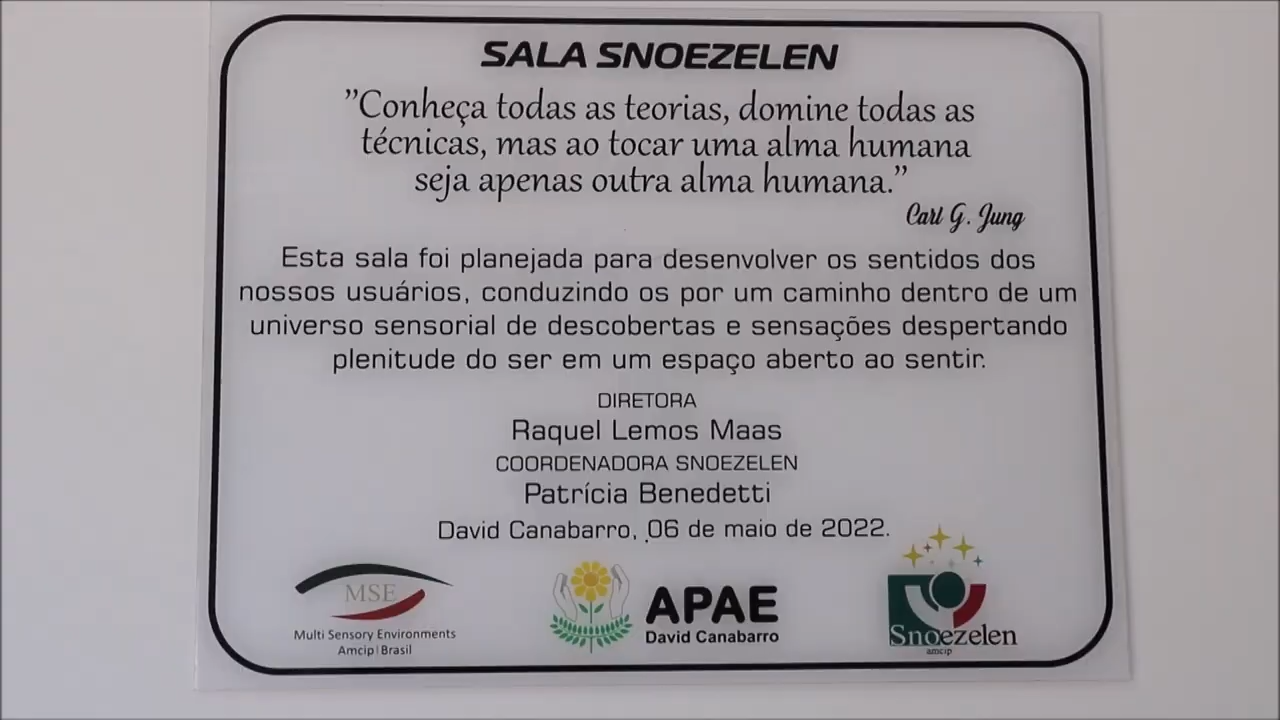 SALA SNOEZELEN
”Conheça todas as teorias, domine todas as
técnicas, mas ao tocar uma alma humana
seja apenas outra alma humana.”
Carl G. Jung
Esta sala foi planejada para desenvolver os sentidos dos
nossos usuários, conduzindo os por um caminho dentro de um
universo sensorial de descobertas e sensações despertando
plenitude do ser em um espaço aberto ao sentir.
DIRETORA
Raquel Lemos Maas
COORDENADORA SNOEZELEN
Patrícia Benedetti
David Canabarro, 06 de maio de 2022.
MSE
Multi Sensory Environments
Amcip|Brasil
APAE
David Canabarro
Snoezelen
amcip